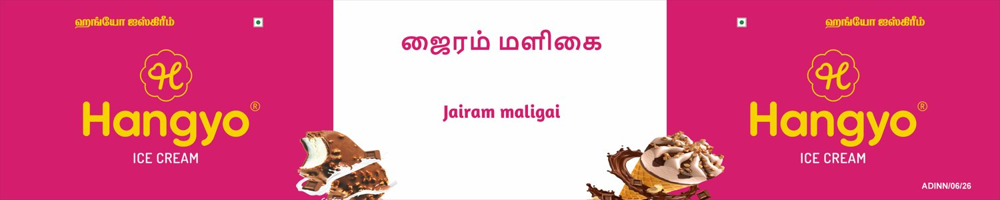 ஹங்யோ ஐஸ்கிரீம்
H
Hangyo®
ICE CREAM
ஜைரம் மளிகை
Jairam maligai
ஹங்யோ ஐஸ்கிரீம்
H
Hangyo®
ICE CREAM
ADINN/06/26